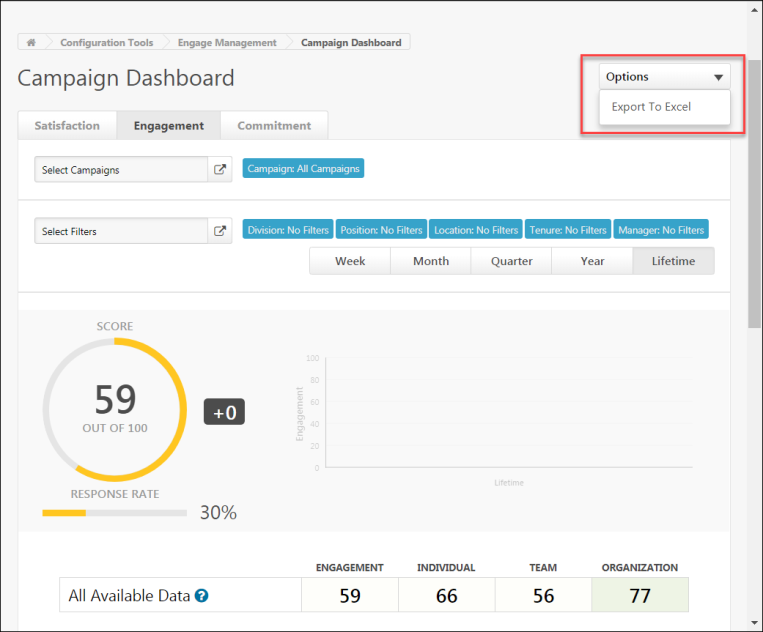 Configuration Tools Engage Management Campaign Dashboard
Campaign Dashboard
Options
Export To Excel
Satisfaction Engagement Commitment
Select Campaigns Campaign: All Campaigns
Select Filters Division: No Filters Position: No Filters Location: No Filters Tenure: No Filters Manager: No Filters
Week Month Quarter Year Lifetime
SCORE
59
OUT OF 100
+0
RESPONSE RATE
30%
Engagement
100
80
60
40
20
0
Lifetime
ENGAGEMENT INDIVIDUAL TEAM ORGANIZATION
All Available Data ? 59 66 56 77